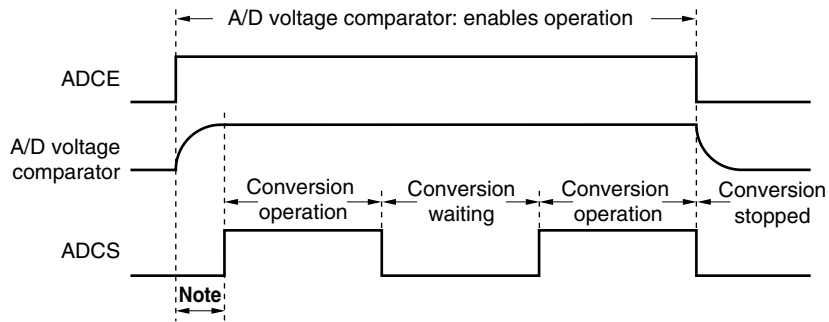 A/D voltage comparator: enables operation
ADCE
A/D voltage
comparator
Conversion
operation
Conversion
waiting
Conversion
operation
Conversion
stopped
ADCS
Note